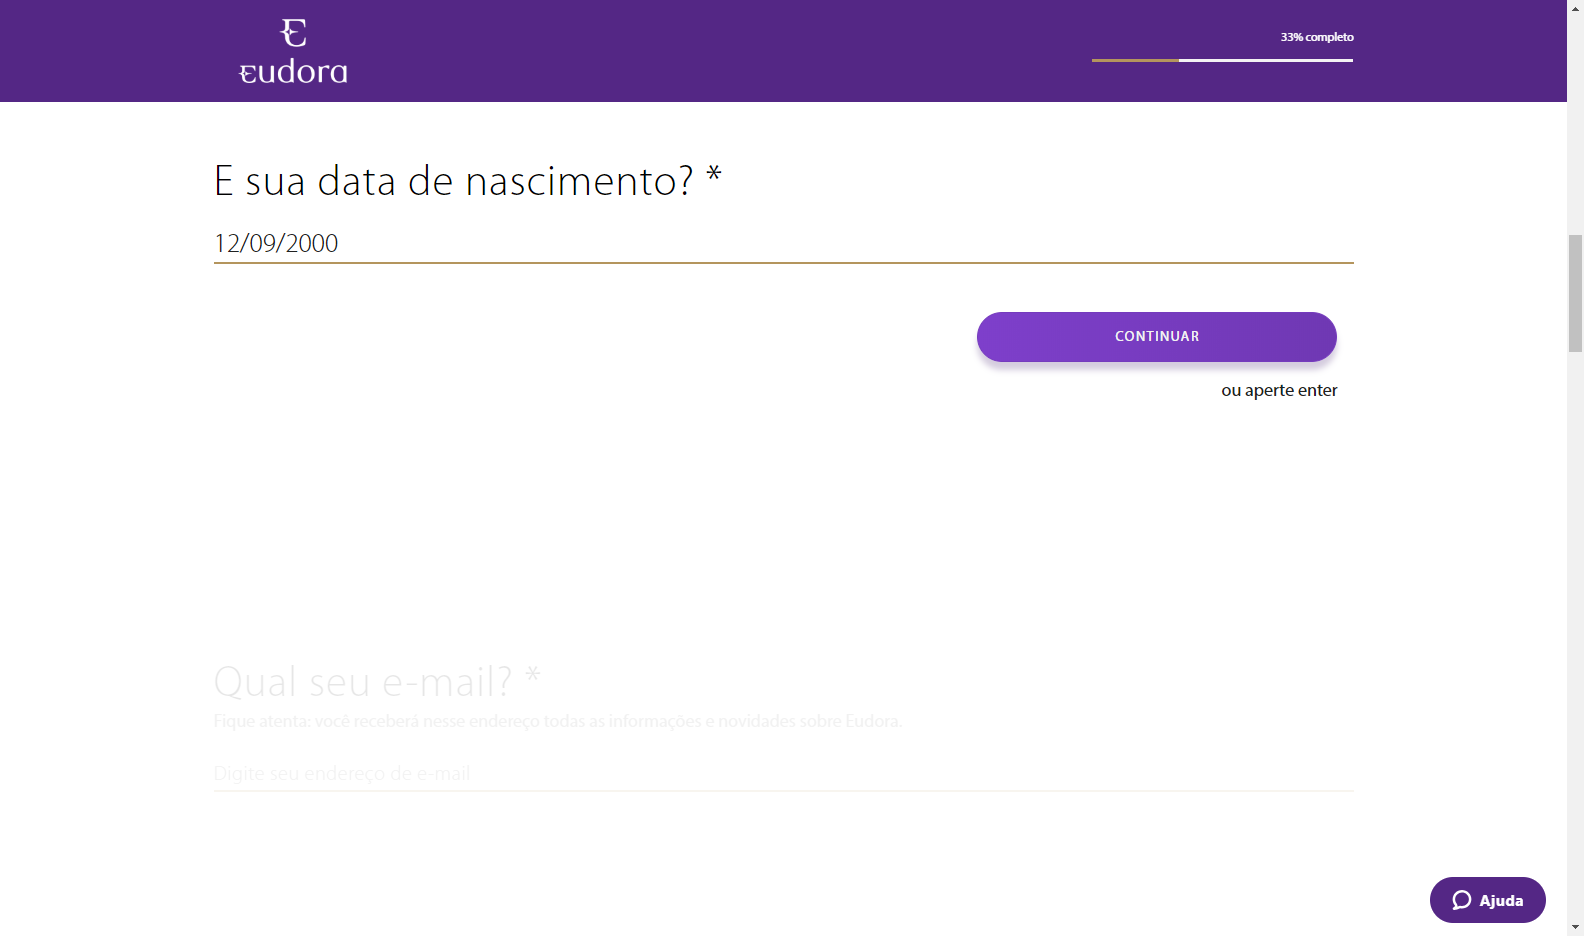 E
eudora
33% completo
E sua data de nascimento? *
12/09/2000
CONTINUAR
ou aperte enter
Qual seu e-mail? *
Fique atenta: você receberá nesse endereço todas as informações e novidades sobre Eudora.
Digite seu endereço de e-mail
Ajuda